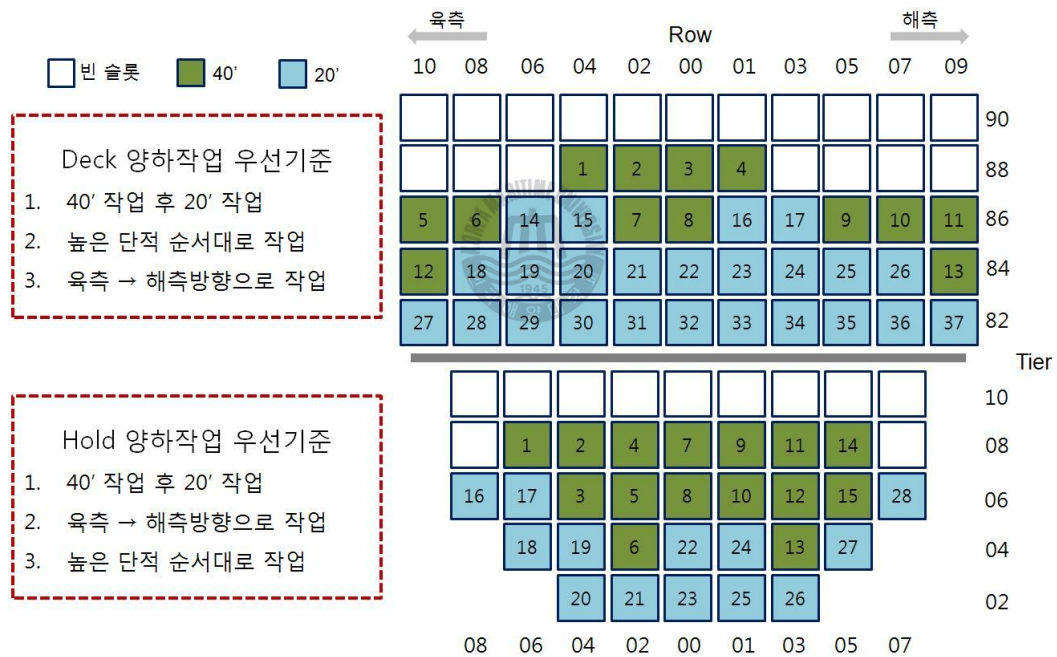 육측
해측
Row
빈 슬롯
40'
20'
10 08 06 04 02 00 01 03 05 07 09
90
Deck 양하작업 우선기준
1. 40' 작업 후 20' 작업
2. 높은 단적 순서대로 작업
3. 육측 → 해측방향으로 작업
1 2 3 4 88
5 6 14 15 7 8 16 17 9 10 11 86
12 18 19 20 21 22 23 24 25 26 13 84
27 28 29 30 31 32 33 34 35 36 37 82
1945
Tier
10
Hold 양하작업 우선기준
1. 40' 작업 후 20' 작업
2. 육측 → 해측방향으로 작업
3. 높은 단적 순서대로 작업
1 2 4 7 9 11 14 08
16 17 3 5 8 10 12 15 28 06
18 19 6 22 24 13 27 04
20 21 23 25 26 02
08 06 04 02 00 01 03 05 07